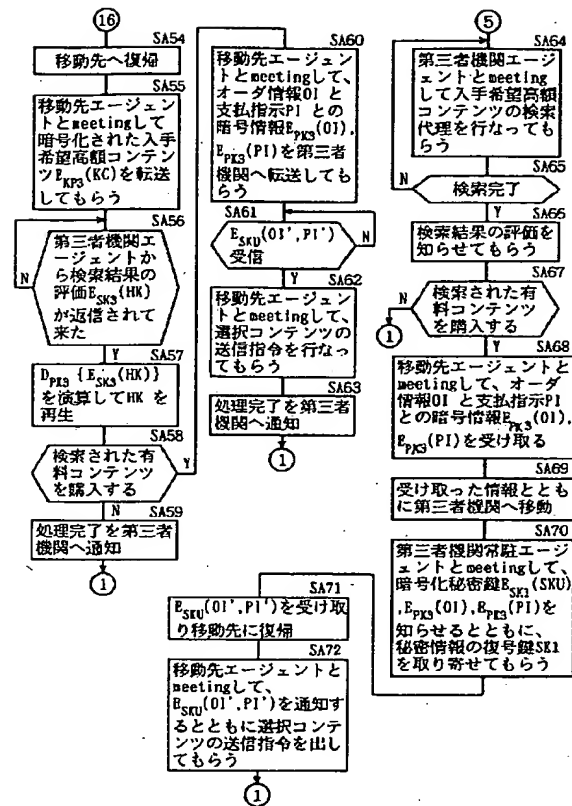 16
SA54
移動先へ復帰
SA55
移動先エージェン
トとmeetingして
暗号化された入手
希望高額コンテン
ツE_KP3(KC)を転送
してもらう
SA56
第三者機関エ
ージェントか
ら検索結果の
評価E_SK3(HK)
が返信されて
来た
N
Y
SA57
D_PK3{E_SK3(HK)}
を演算してHKを
再生
SA58
検索された有
料コンテンツ
を購入する
Y
N
SA59
処理完了を第三者
機関へ通知
1
SA60
移動先エージェン
トとmeetingして、
オーダ情報OIと
支払指示PIとの
暗号情報E_PK3(OI),
E_PK3(PI)を第三者
機関へ転送しても
らう
SA61
E_SKU(OI',PI')
受信
N
Y
SA62
移動先エージェン
トとmeetingして、
選択コンテンツの
送信指令を行なっ
てもらう
SA63
処理完了を第三者
機関へ通知
1
5
SA64
第三者機関エージ
ェントとmeeting
して入手希望高額
コンテンツの検索
代理を行なっても
らう
SA65
N
検索完了
Y
SA66
検索結果の評価を
知らせてもらう
SA67
N
検索された有
料コンテンツ
を購入する
1
Y
SA68
移動先エージェントと
meetingして、オーダ
情報OIと支払指示PI
との暗号情報E_PK3(OI),
E_PK3(PI)を受け取る
SA69
受け取った情報ととも
に第三者機関へ移動
SA70
第三者機関常駐エージ
ェントとmeetingして、
暗号化秘密鍵E_SK1(SKU)
,E_PK3(OI),E_PK3(PI)を
知らせるとともに、
秘密情報の復号鍵SK1
を取り寄せてもらう
SA71
E_SKU(OI',PI')を受け取
り移動先に復帰
SA72
移動先エージェントと
meetingして、
E_SKU(OI',PI')を通知す
るとともに選択コンテン
ツの送信指令を出して
もらう
1